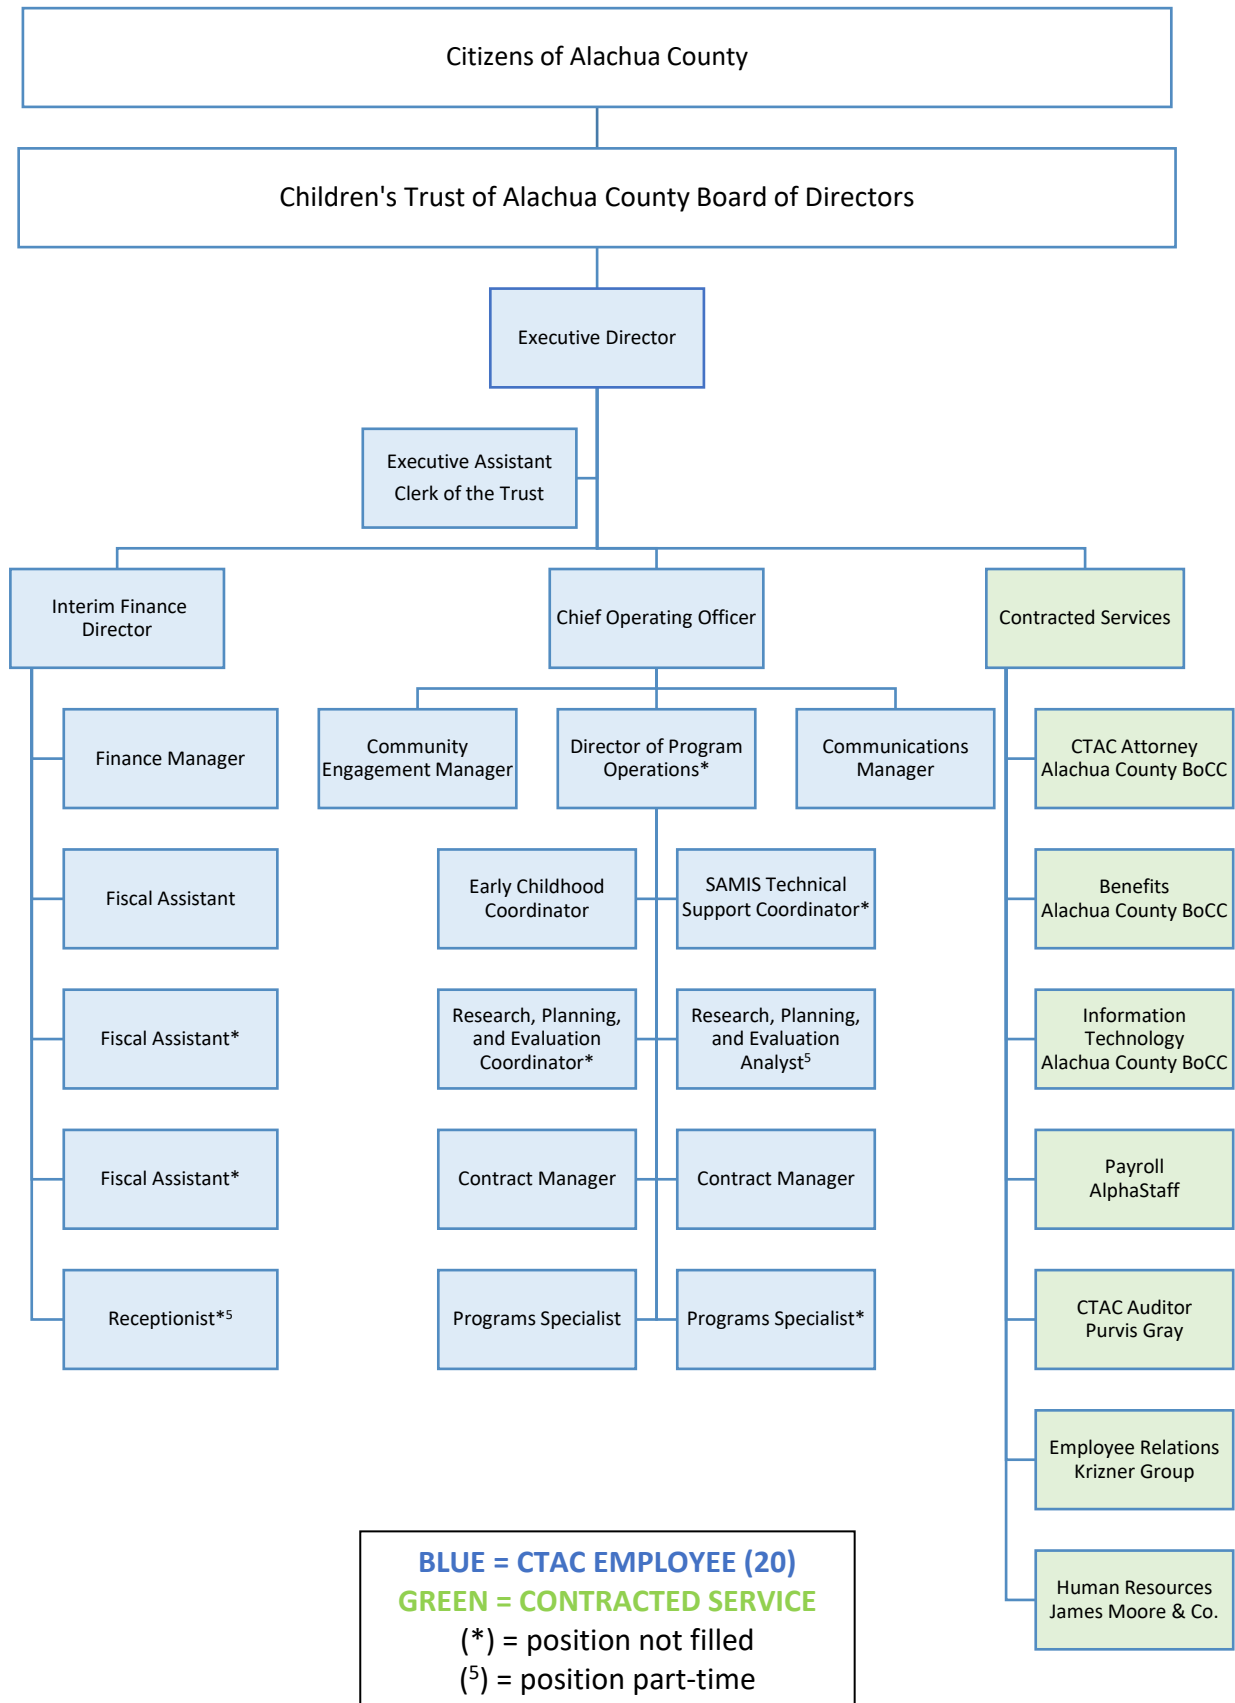 Citizens of Alachua County
Children's Trust of Alachua County Board of Directors
Executive Director
Executive Assistant
Clerk of the Trust
Interim Finance
Director
Chief Operating Officer
Contracted Services
Finance Manager
Fiscal Assistant
Fiscal Assistant*
Fiscal Assistant*
Receptionist*⁵
Community
Engagement Manager
Director of Program
Operations*
Communications
Manager
Early Childhood
Coordinator
SAMIS Technical
Support Coordinator*
Research, Planning,
and Evaluation
Coordinator*
Research, Planning,
and Evaluation
Analyst⁵
Contract Manager
Contract Manager
Programs Specialist
Programs Specialist*
CTAC Attorney
Alachua County BoCC
Benefits
Alachua County BoCC
Information
Technology
Alachua County BoCC
Payroll
AlphaStaff
CTAC Auditor
Purvis Gray
Employee Relations
Krizner Group
Human Resources
James Moore & Co.
BLUE = CTAC EMPLOYEE (20)
GREEN = CONTRACTED SERVICE
(*) = position not filled
(⁵) = position part-time